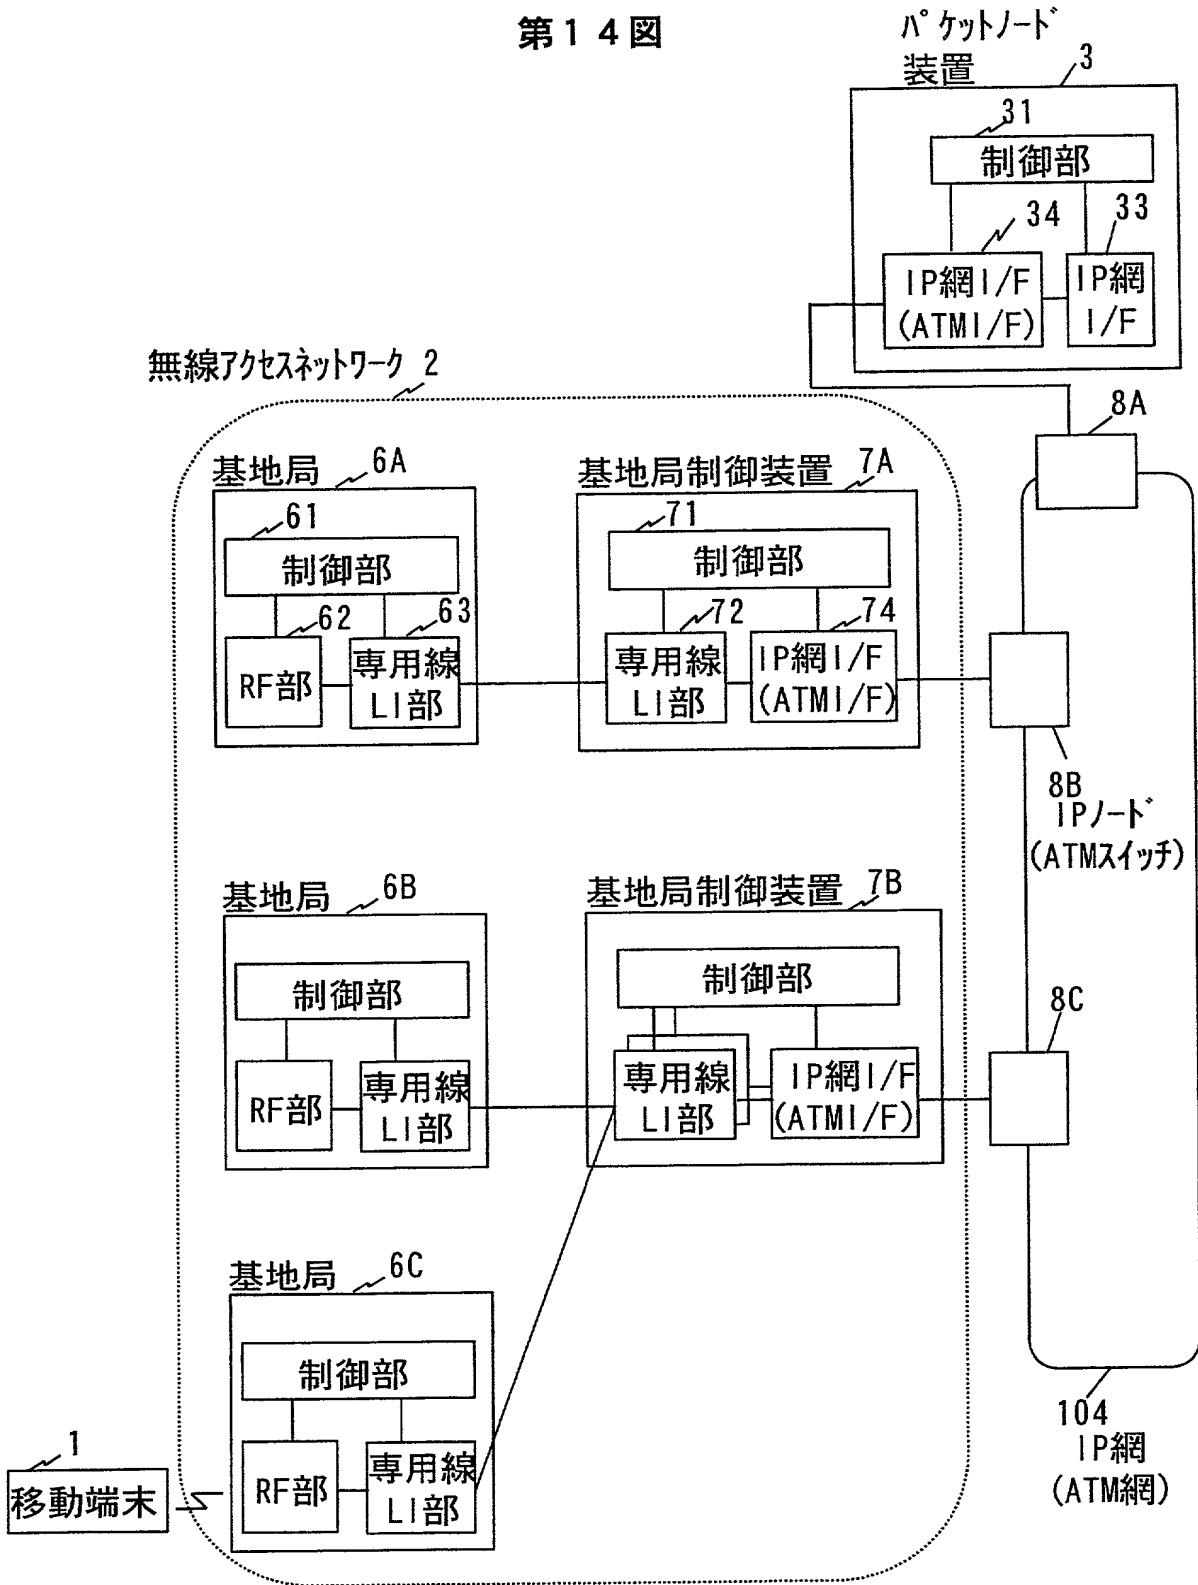 第14図
パケットノード
装置
3
31
制御部
34
33
IP網I/F
(ATMI/F)
IP網
I/F
無線アクセスネットワーク 2
8A
基地局
6A
61
制御部
62
63
RF部
専用線
LI部
基地局制御装置
7A
71
制御部
72
74
専用線
LI部
IP網I/F
(ATMI/F)
8B
IPノード
(ATMスイッチ)
基地局
6B
制御部
RF部
専用線
LI部
基地局制御装置
7B
制御部
専用線
LI部
IP網I/F
(ATMI/F)
8C
基地局
6C
制御部
RF部
専用線
LI部
1
移動端末
104
IP網
(ATM網)